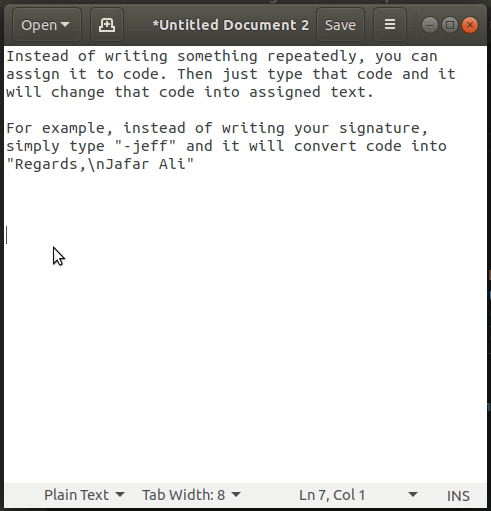 Open *Untitled Document 2 Save
Instead of writing something repeatedly, you can
assign it to code. Then just type that code and it
will change that code into assigned text.
For example, instead of writing your signature,
simply type "-jeff" and it will convert code into
"Regards,\nJafar Ali"
Plain Text Tab Width: 8 Ln 7, Col 1 INS